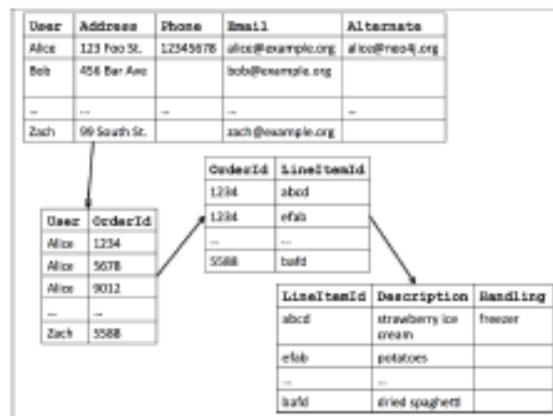 User Address Phone Email Alternate
Alice 123 Foo St. 12345678 alice@example.org alice@neo4j.org
Bob 456 Bar Ave bob@example.org
... ... ... ... ...
Zach 99 South St. zach@example.org
OrderId LineItemId
1234 abcd
1234 efab
... ...
5588 bafd
User OrderId
Alice 1234
Alice 5678
Alice 9012
... ...
Zach 5588
LineItemId Description Handling
abcd strawberry ice freezer
cream
efab potatoes
... ...
bafd dried spaghetti